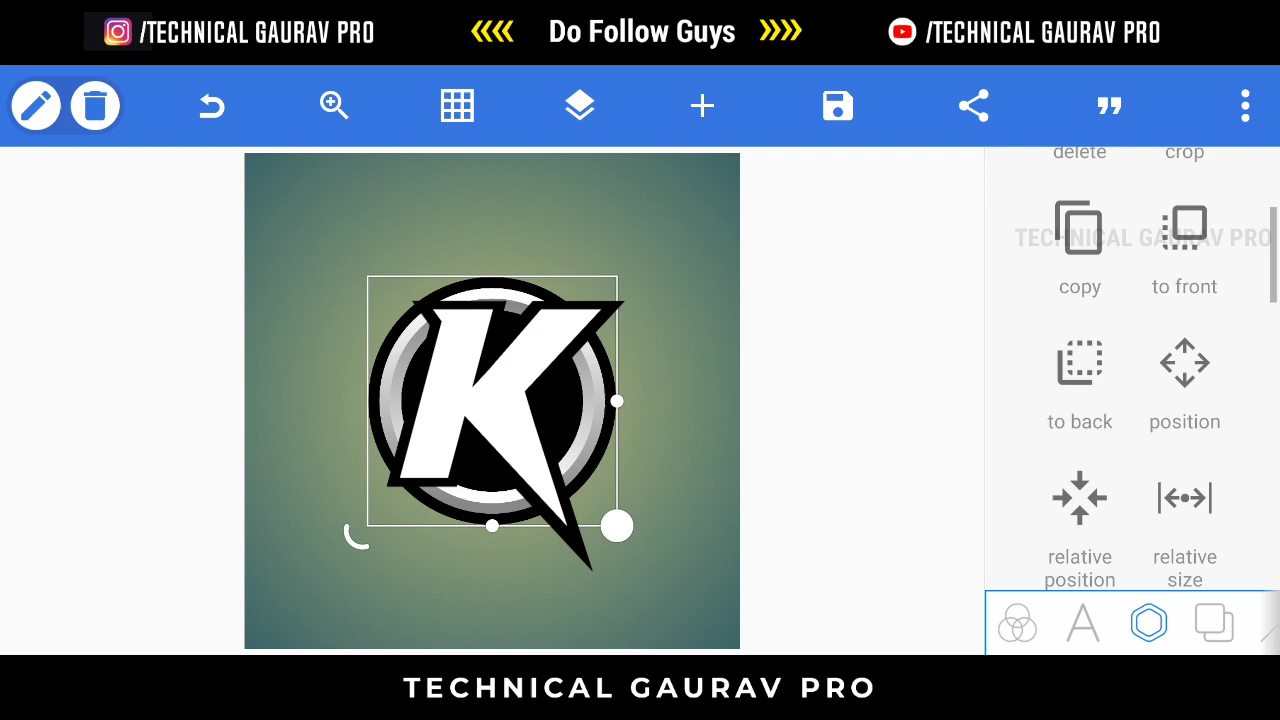 /TECHNICAL GAURAV PRO
Do Follow Guys
/TECHNICAL GAURAV PRO
delete
crop
TECHNICAL GAURAV PRO
copy
to front
to back
position
relative
position
relative
size
K
TECHNICAL GAURAV PRO